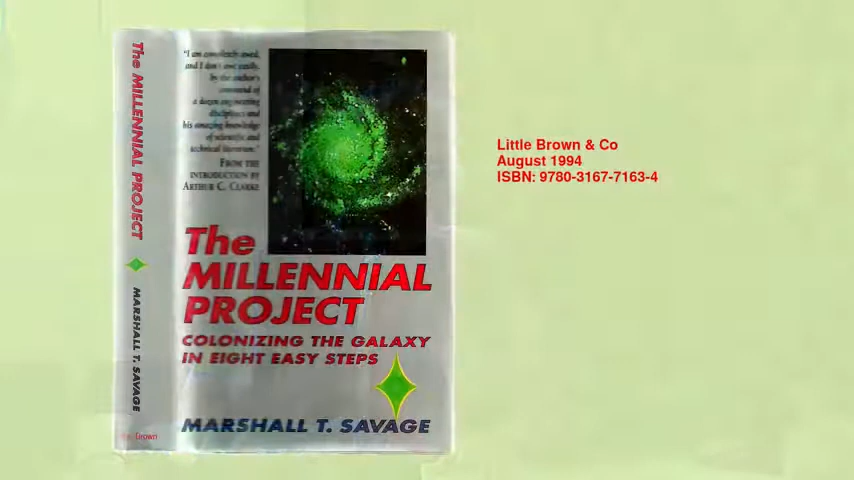 The MILLENNIAL PROJECT
MARSHALL T. SAVAGE
Brown
"I am completely awed,
and I don't awe easily,
by the author's
command of
a dozen engineering
disciplines and
his amazing knowledge
of scientific and
technical literature."
FROM THE
INTRODUCTION BY
ARTHUR C. CLARKE
The
MILLENNIAL
PROJECT
COLONIZING THE GALAXY
IN EIGHT EASY STEPS
MARSHALL T. SAVAGE
Little Brown & Co
August 1994
ISBN: 9780-3167-7163-4